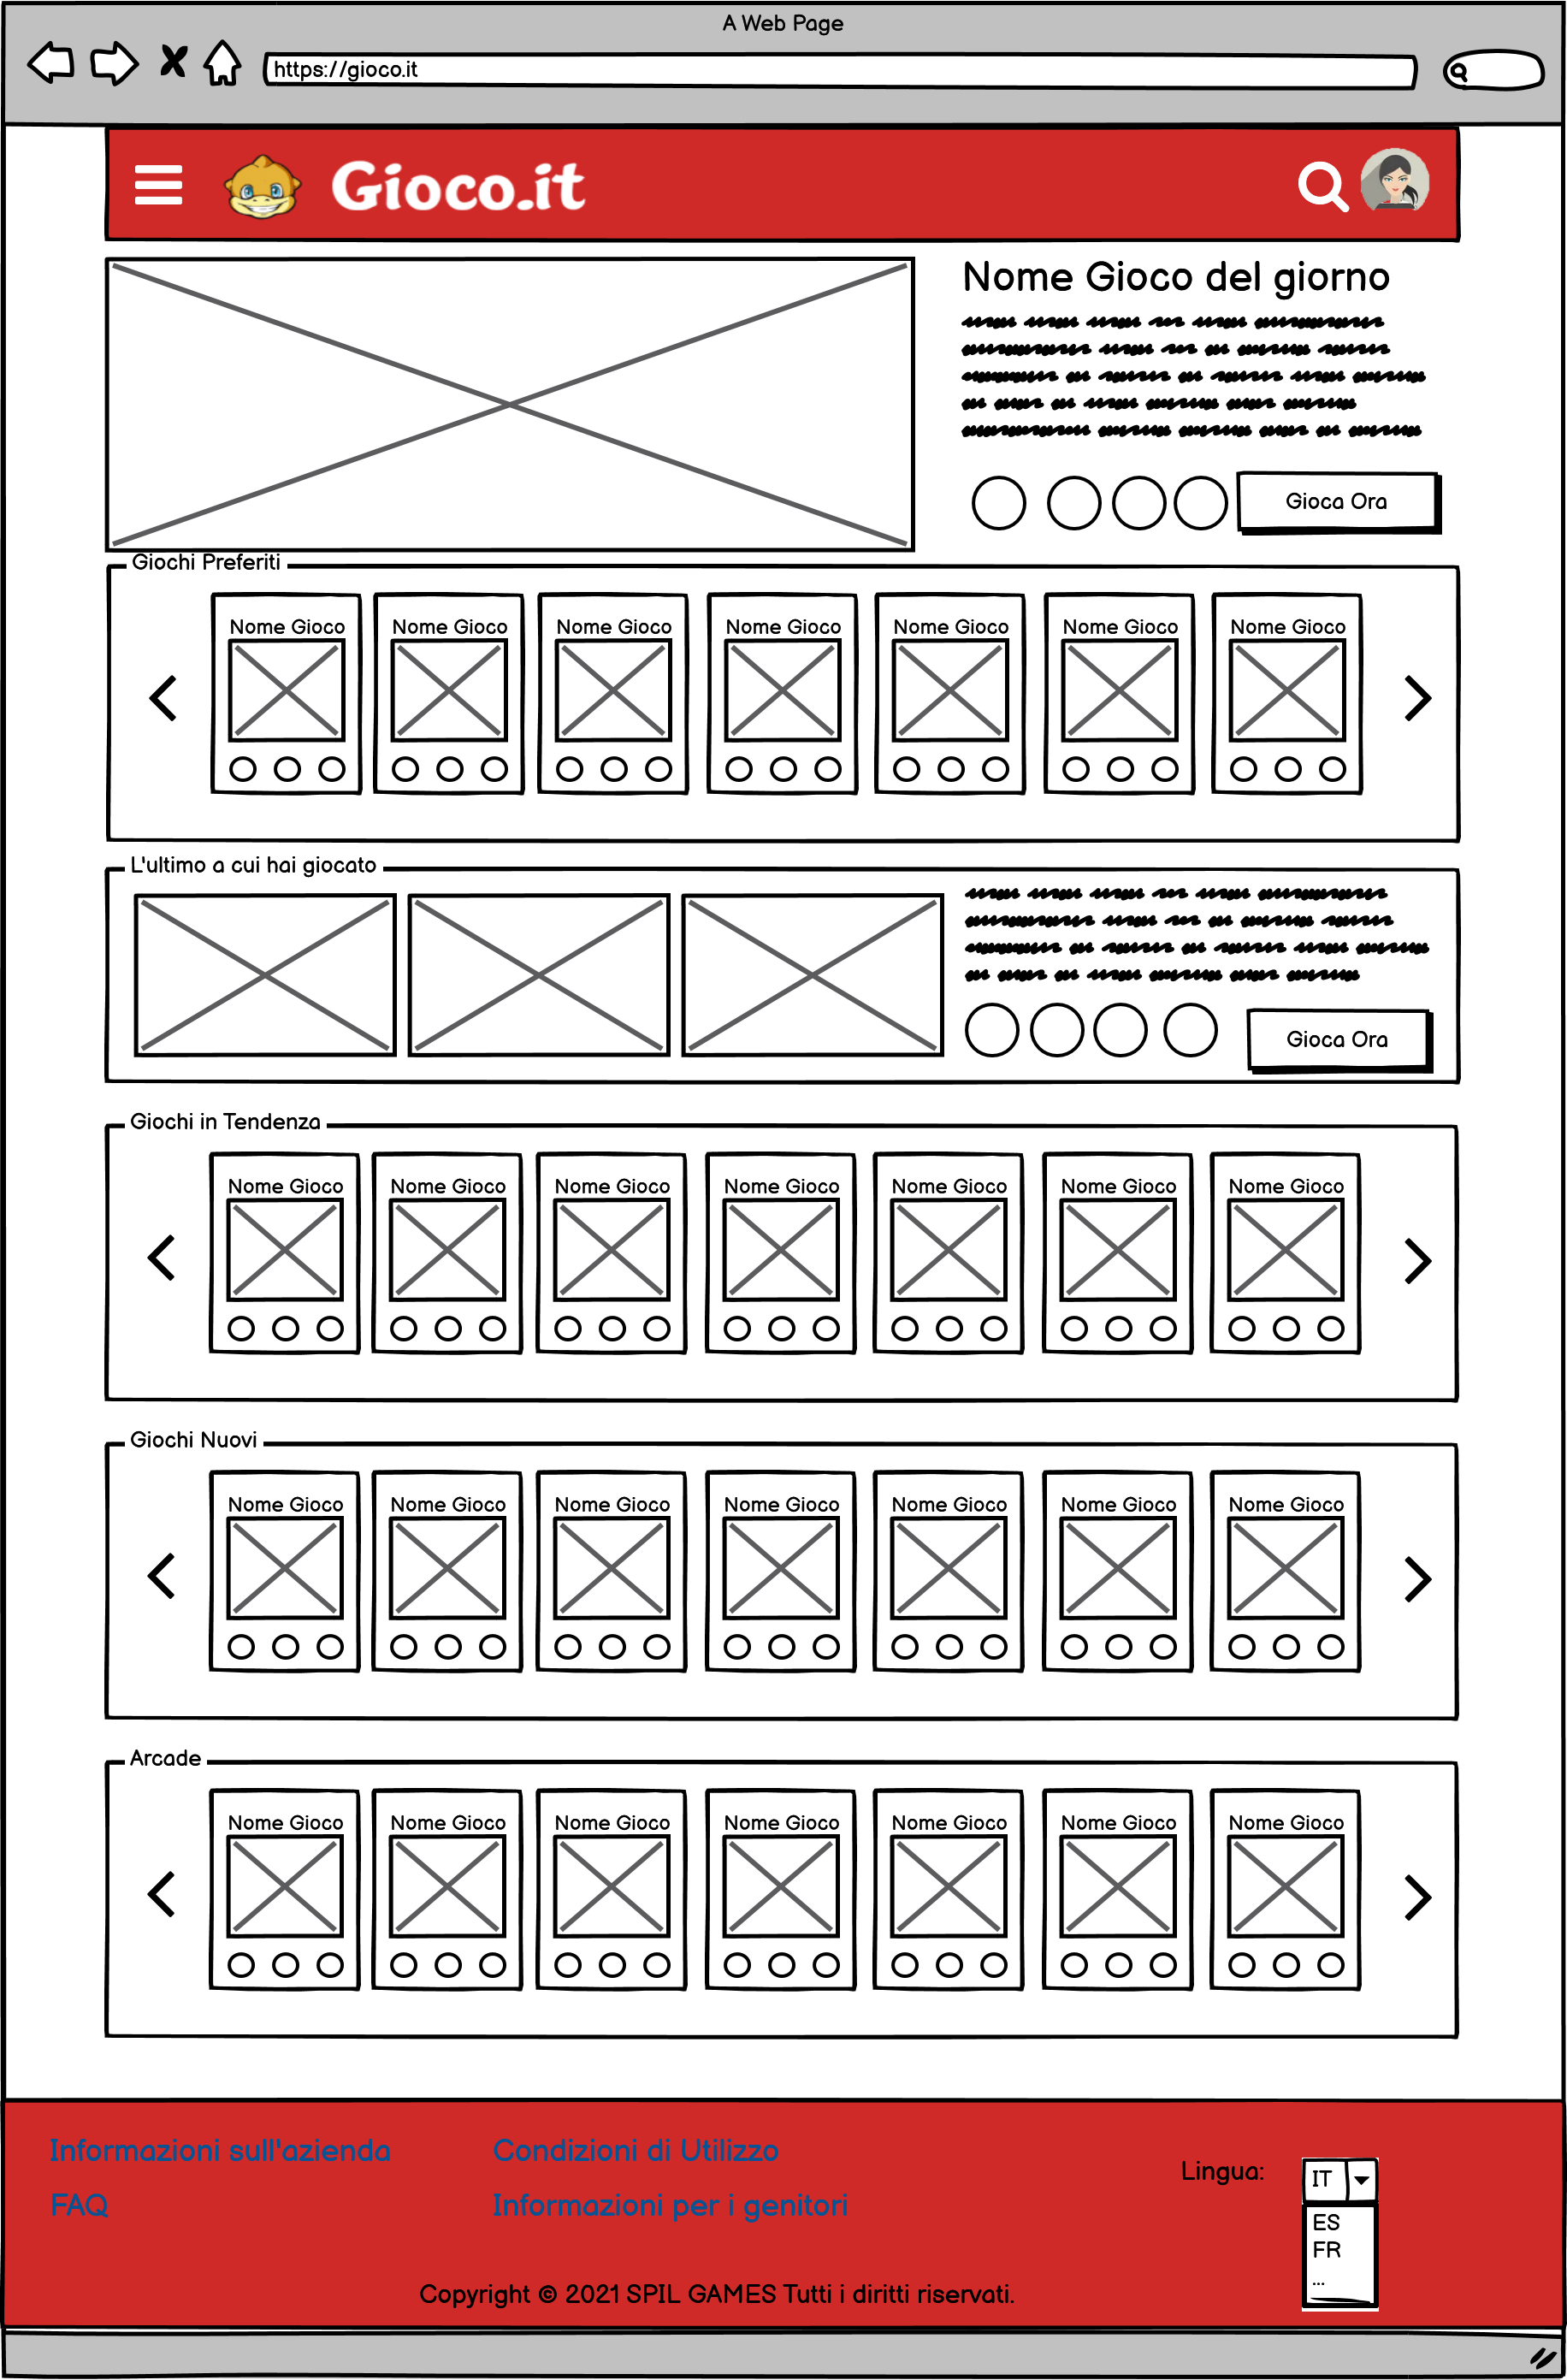 A Web Page
https://gioco.it
Gioco.it
Nome Gioco del giorno
Gioca Ora
Giochi Preferiti
Nome Gioco Nome Gioco Nome Gioco Nome Gioco Nome Gioco Nome Gioco Nome Gioco
L'ultimo a cui hai giocato
Gioca Ora
Giochi in Tendenza
Nome Gioco Nome Gioco Nome Gioco Nome Gioco Nome Gioco Nome Gioco Nome Gioco
Giochi Nuovi
Nome Gioco Nome Gioco Nome Gioco Nome Gioco Nome Gioco Nome Gioco Nome Gioco
Arcade
Nome Gioco Nome Gioco Nome Gioco Nome Gioco Nome Gioco Nome Gioco Nome Gioco
Informazioni sull'azienda Condizioni di Utilizzo
Lingua: IT
FAQ Informazioni per i genitori
ES
FR
...
Copyright © 2021 SPIL GAMES Tutti i diritti riservati.